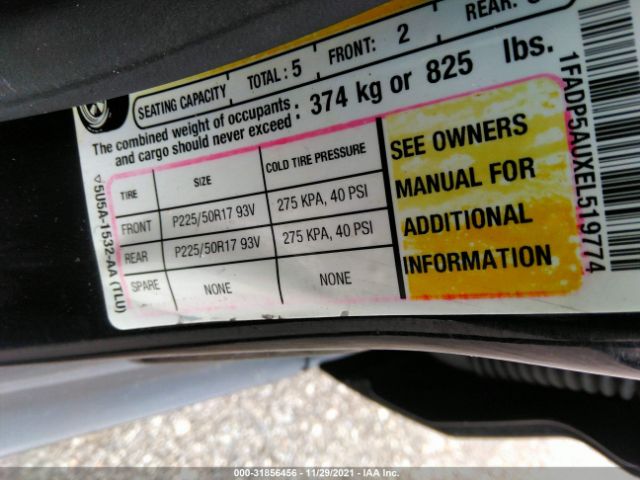 SEATING CAPACITY TOTAL: 5 FRONT: 2 REAR:
The combined weight of occupants
and cargo should never exceed: 374 kg or 825 lbs.
TIRE SIZE COLD TIRE PRESSURE
FRONT P225/50R17 93V 275 KPA, 40 PSI
REAR P225/50R17 93V 275 KPA, 40 PSI
SPARE NONE NONE
SEE OWNERS
MANUAL FOR
ADDITIONAL
INFORMATION
5U5A-1532-AA (TLU)
1FADP5AUXEL519774
000-31856456 - 11/29/2021 - IAA Inc.